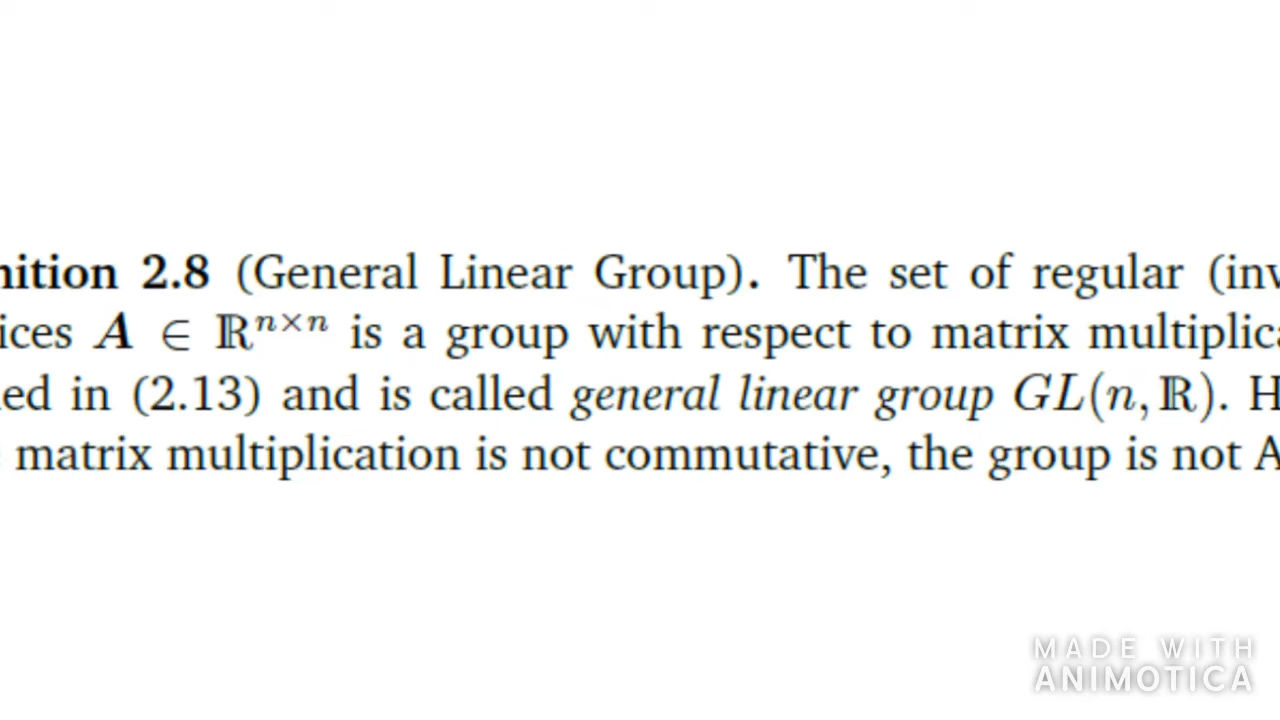 nition 2.8 (General Linear Group). The set of regular (inv
ices A ∈ ℝⁿˣⁿ is a group with respect to matrix multiplica
ed in (2.13) and is called general linear group GL(n, ℝ). H
matrix multiplication is not commutative, the group is not A
MADE WITH
ANIMOTICA